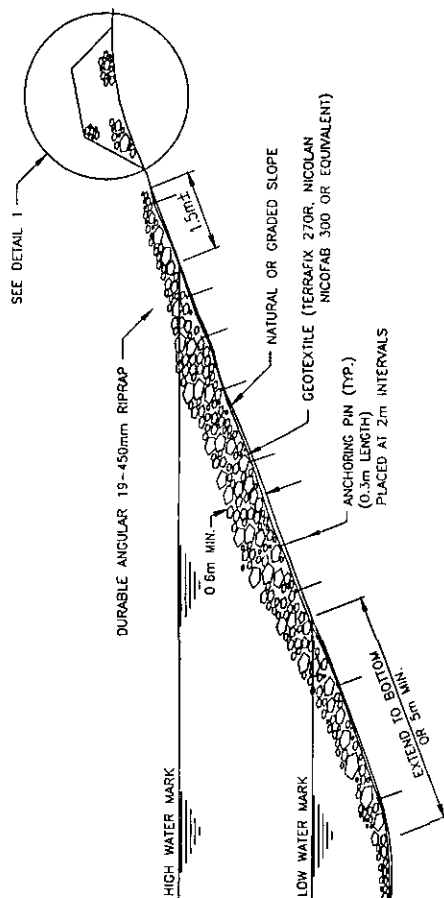 SEE DETAIL 1
DURABLE ANGULAR 19-450mm RIPRAP
1.5m±
NATURAL OR GRADED SLOPE
GEOTEXTILE (TERRAFIX 270R, NICOLAN
NICOFAB 300 OR EQUIVALENT)
0 6m MIN.
ANCHORING PIN (TYP.)
(0.3m LENGTH)
PLACED AT 2m INTERVALS
HIGH WATER MARK
LOW WATER MARK
EXTEND TO BOTTOM
OR 5m MIN.